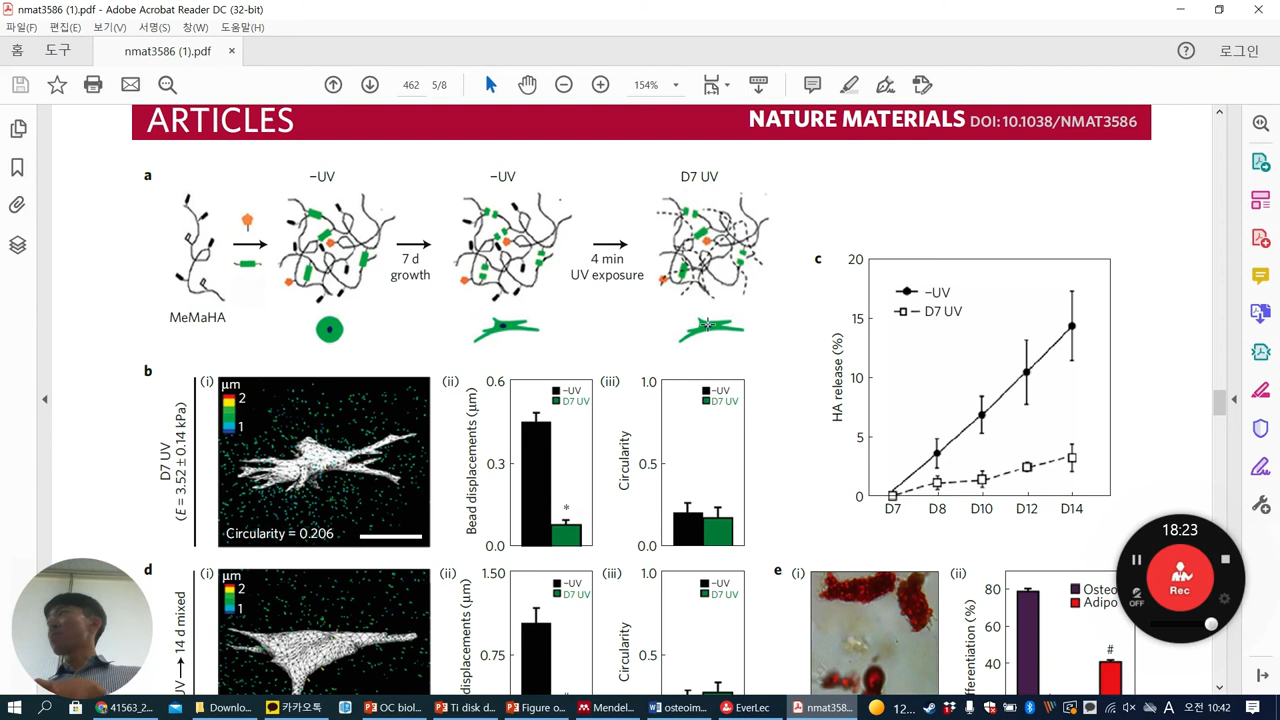 nmat3586 (1).pdf - Adobe Acrobat Reader DC (32-bit)
파일(F) 편집(E) 보기(V) 서명(S) 창(W) 도움말(H)
홈 도구 nmat3586 (1).pdf × 로그인
462 5/8 154%
ARTICLES NATURE MATERIALS DOI: 10.1038/NMAT3586
a −UV −UV D7 UV
7 d
growth
4 min
UV exposure
MeMaHA
c 20
15
10
5
0
HA release (%)
−UV
D7 UV
D7 D8 D10 D12 D14
b (i) (ii) (iii)
D7 UV
(E = 3.52 ± 0.14 kPa)
μm
2
1
Circularity = 0.206
Bead displacements (μm)
0.6
0.3
0.0
−UV
D7 UV
*
Circularity
1.0
0.5
0.0
−UV
D7 UV
d (i) (ii) (iii)
14 d mixed
μm
2
1
displacements (μm)
1.50
0.75
−UV
D7 UV
Circularity
1.0
0.5
−UV
D7 UV
e (i) (ii)
80
60
40
Osteo
Adipo
#
18:23
Rec
OFF
41563_2... Downlo... 카카오톡 OC biol... Ti disk d... Figure o... Mendel... osteoim... EverLec nmat358... 12... A 오전 10:42